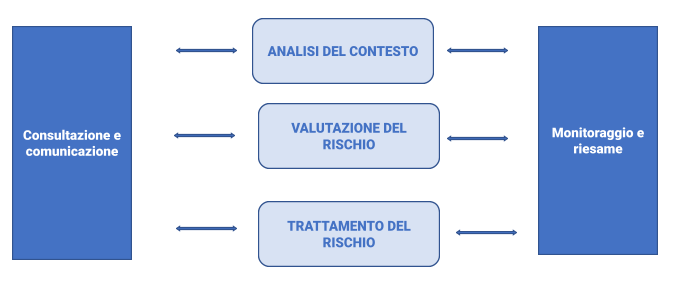 ANALISI DEL CONTESTO
Consultazione e
comunicazione
VALUTAZIONE DEL
RISCHIO
Monitoraggio e
riesame
TRATTAMENTO DEL
RISCHIO